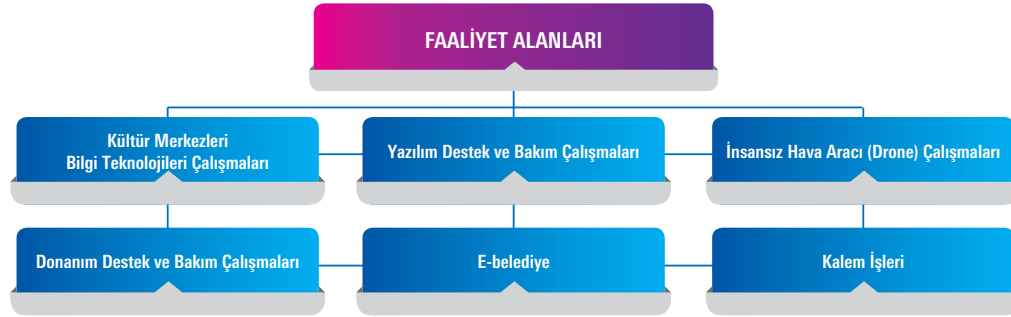 FAALİYET ALANLARI
Kültür Merkezleri
Bilgi Teknolojileri Çalışmaları
Yazılım Destek ve Bakım Çalışmaları
İnsansız Hava Aracı (Drone) Çalışmaları
Donanım Destek ve Bakım Çalışmaları
E-belediye
Kalem İşleri